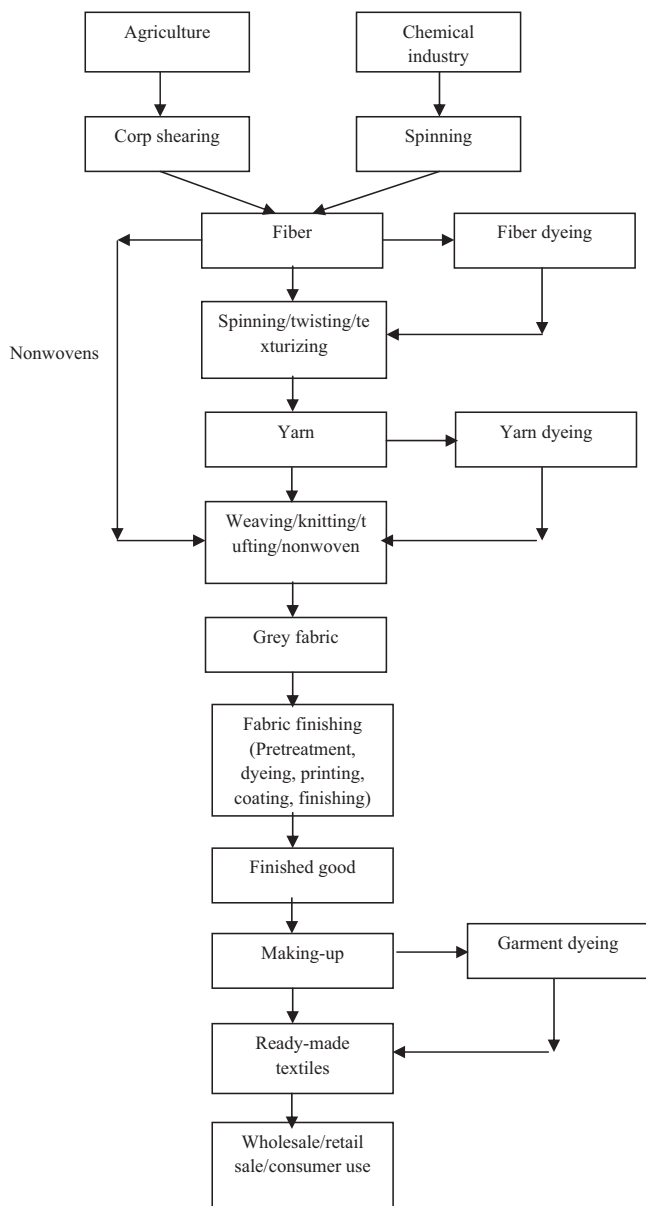 Agriculture
Chemical
industry
Corp shearing
Spinning
Fiber
Fiber dyeing
Spinning/twisting/te
xturizing
Nonwovens
Yarn
Yarn dyeing
Weaving/knitting/t
ufting/nonwoven
Grey fabric
Fabric finishing
(Pretreatment,
dyeing, printing,
coating, finishing)
Finished good
Making-up
Garment dyeing
Ready-made
textiles
Wholesale/retail
sale/consumer use